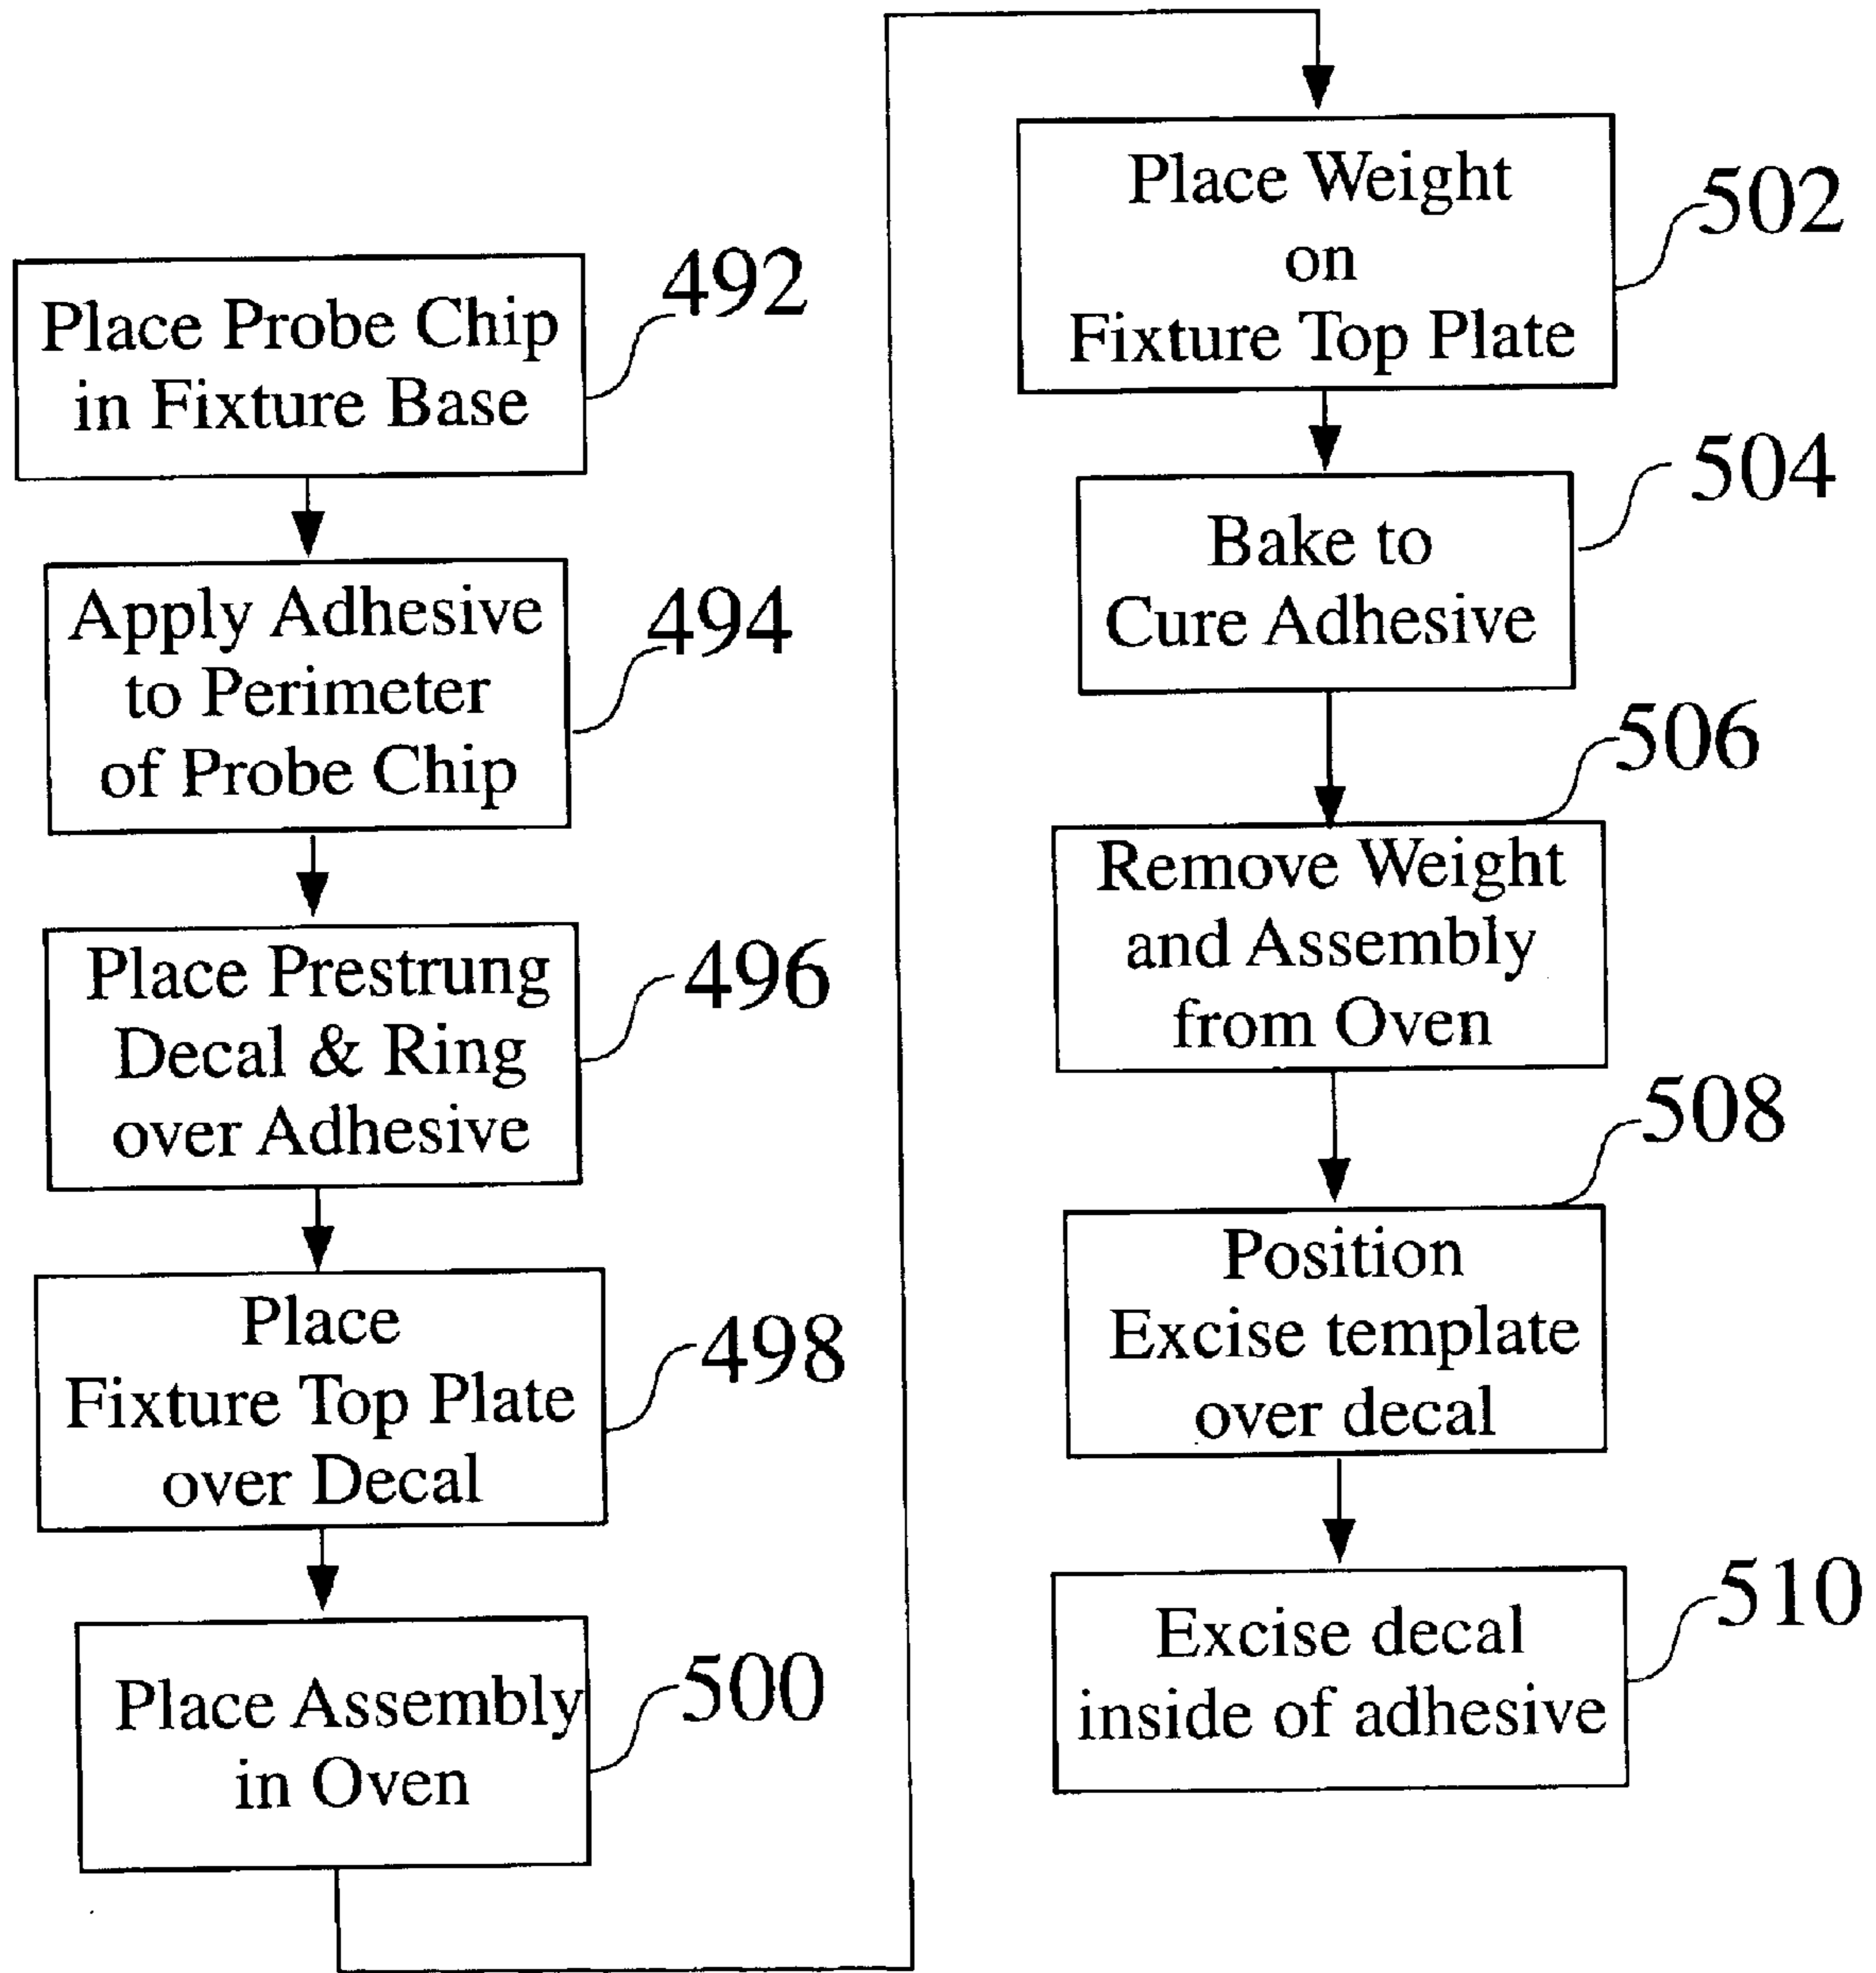 Place Probe Chip
in Fixture Base
492
Apply Adhesive
to Perimeter
of Probe Chip
494
Place Prestrung
Decal & Ring
over Adhesive
496
Place
Fixture Top Plate
over Decal
498
Place Assembly
in Oven
500
Place Weight
on
Fixture Top Plate
502
Bake to
Cure Adhesive
504
Remove Weight
and Assembly
from Oven
506
Position
Excise template
over decal
508
Excise decal
inside of adhesive
510